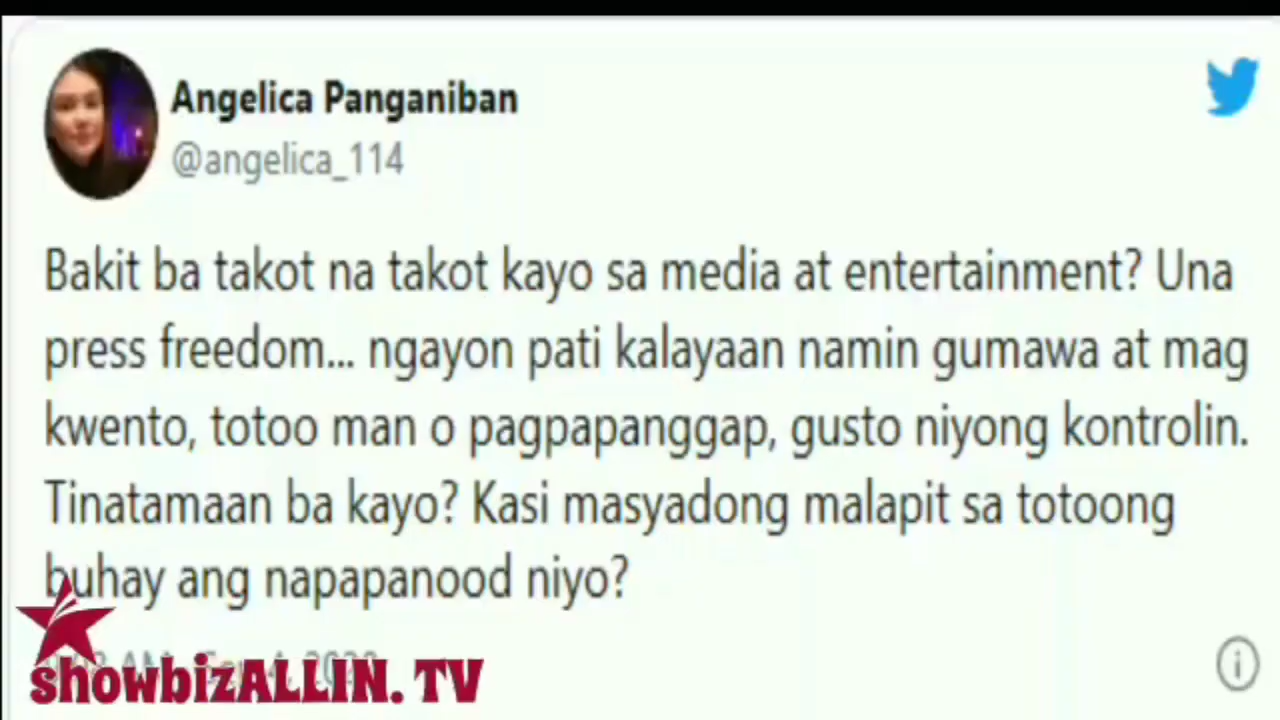 Angelica Panganiban
@angelica_114
Bakit ba takot na takot kayo sa media at entertainment? Una
press freedom... ngayon pati kalayaan namin gumawa at mag
kwento, totoo man o pagpapanggap, gusto niyong kontrolin.
Tinatamaan ba kayo? Kasi masyadong malapit sa totoong
buhay ang napapanood niyo?
showbizALLIN.TV